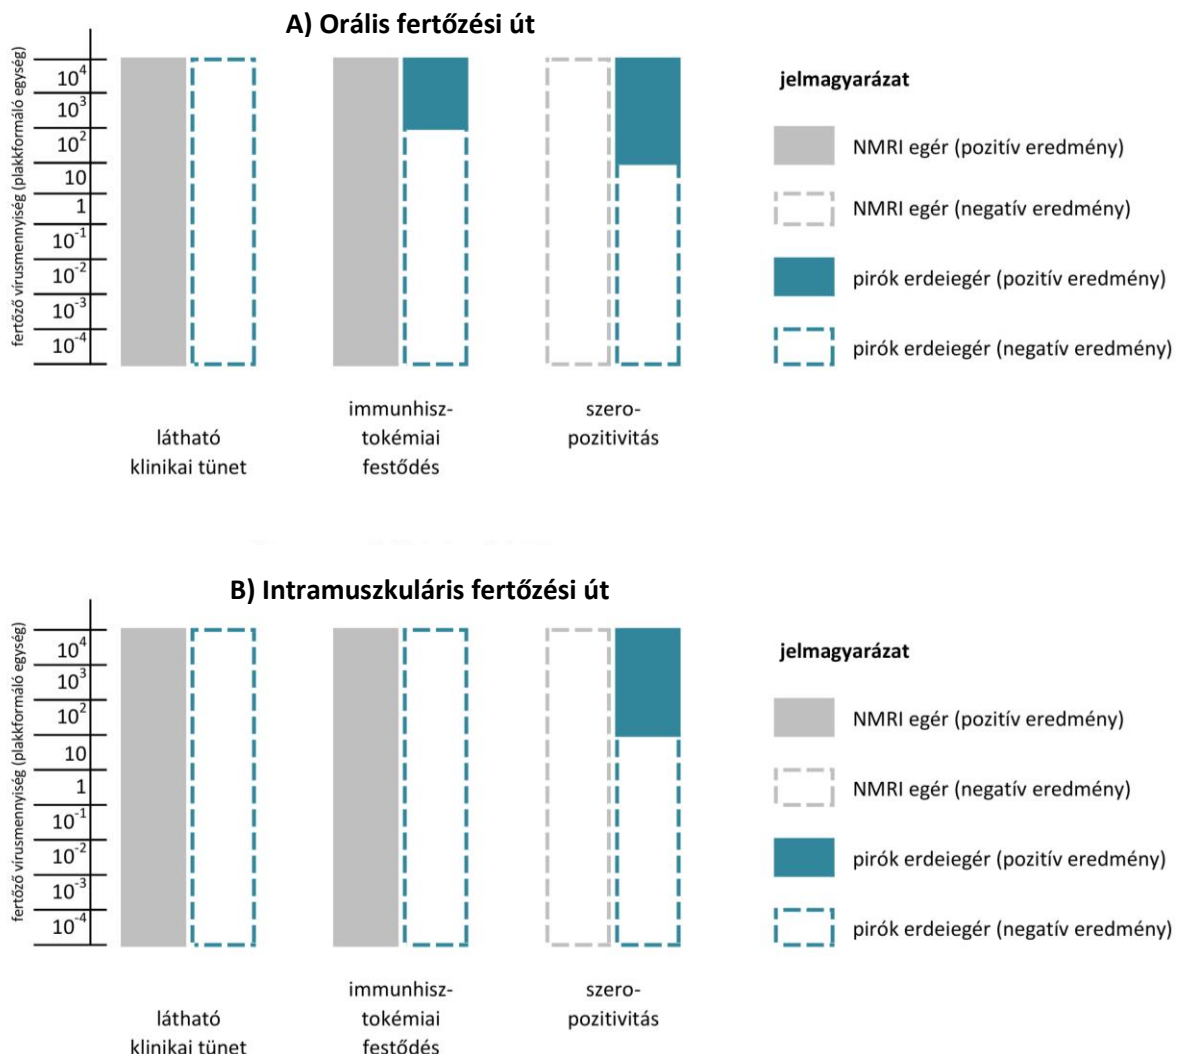 A) Orális fertőzési út
fertőző vírusmennyiség (plakkformáló egység)
10⁴
10³
10²
10
1
10⁻¹
10⁻²
10⁻³
10⁻⁴
látható
klinikai tünet
immunhisz-
tokémiai
festődés
szero-
pozitivitás
jelmagyarázat
NMRI egér (pozitív eredmény)
NMRI egér (negatív eredmény)
pirók erdeiegér (pozitív eredmény)
pirók erdeiegér (negatív eredmény)
B) Intramuszkuláris fertőzési út
fertőző vírusmennyiség (plakkformáló egység)
10⁴
10³
10²
10
1
10⁻¹
10⁻²
10⁻³
10⁻⁴
látható
klinikai tünet
immunhisz-
tokémiai
festődés
szero-
pozitivitás
jelmagyarázat
NMRI egér (pozitív eredmény)
NMRI egér (negatív eredmény)
pirók erdeiegér (pozitív eredmény)
pirók erdeiegér (negatív eredmény)